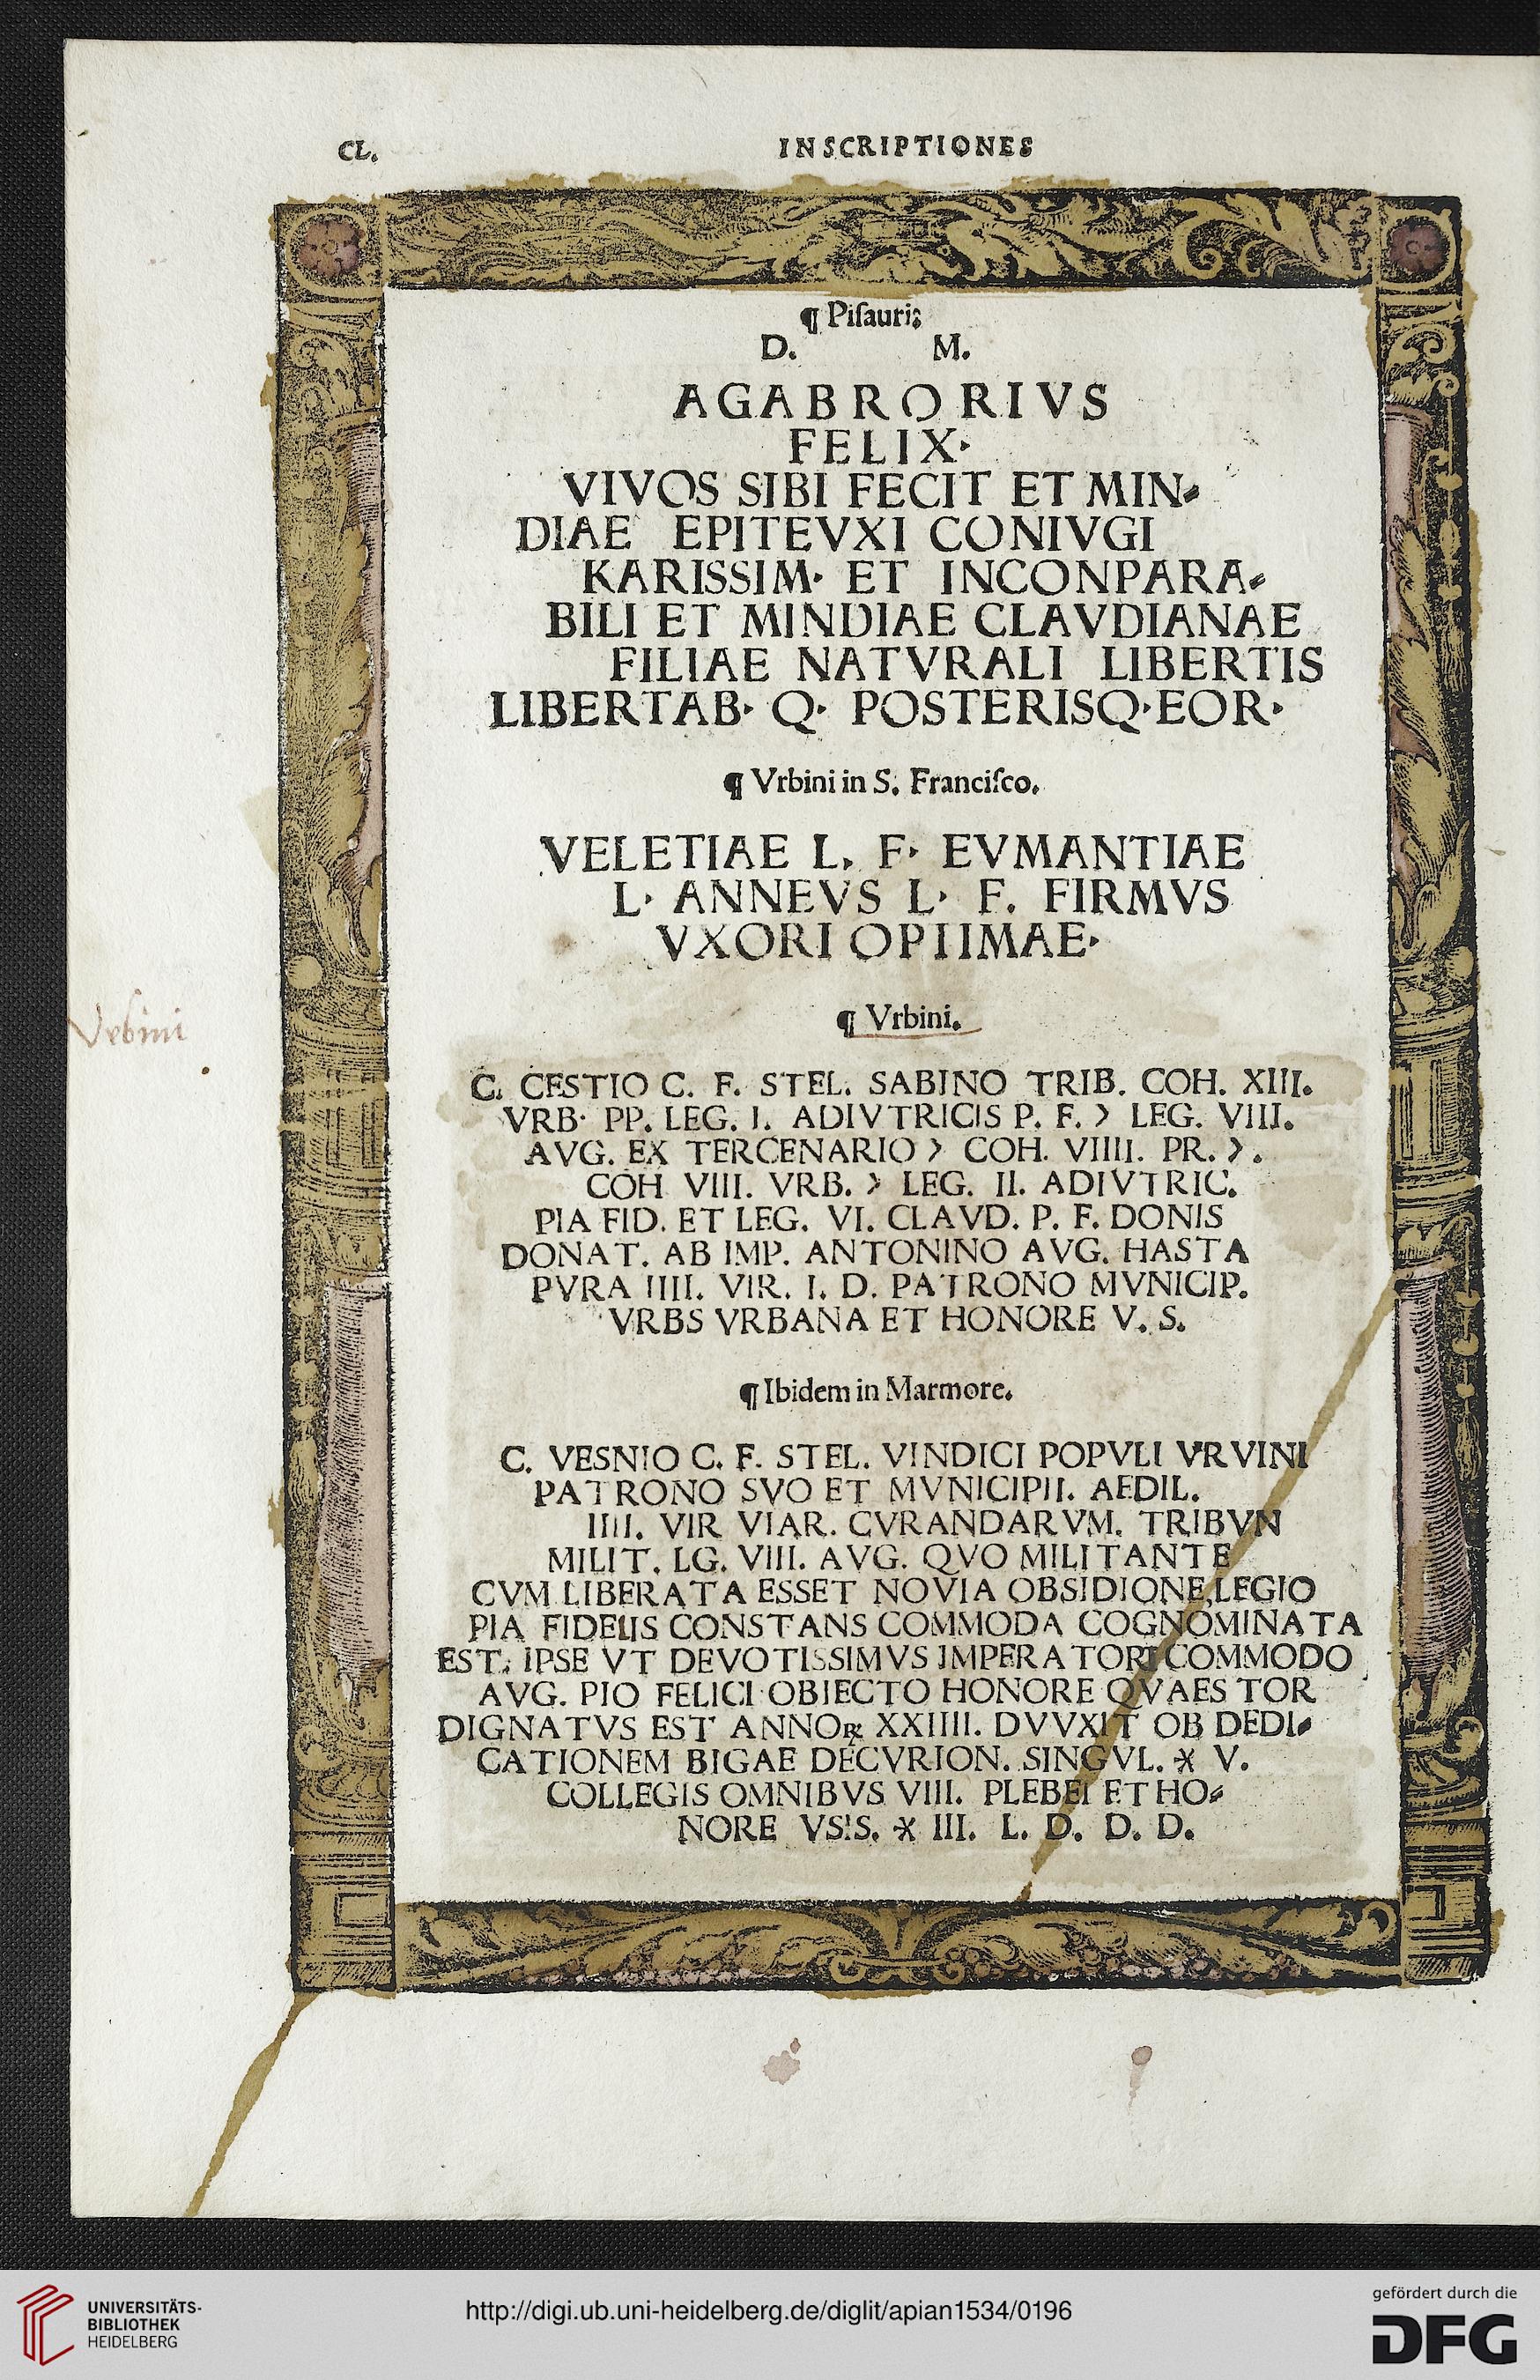 CL.
INSCRIPTIONES
¶ Piſauri;
D. M.
AGABRORIVS
FELIX·
VIVOS SIBI FECIT ET MIN⸗
DIAE EPITEVXI CONIVGI
KARISSIM· ET INCONPARA⸗
BILI ET MINDIAE CLAVDIANAE
FILIAE NATVRALI LIBERTIS
LIBERTAB· Q· POSTERISQ·EOR·
¶ Vrbini in S. Franciſco.
VELETIAE L. F· EVMANTIAE
L· ANNEVS L· F. FIRMVS
VXORI OPIIMAE·
¶ Vrbini.
Vrbini
C. CESTIO C. F. STEL. SABINO TRIB. COH. XIII.
VRB· PP. LEG. I. ADIVTRICIS P. F. > LEG. VIII.
AVG. EX TERCENARIO > COH. VIIII. PR. > .
COH VIII. VRB. > LEG. II. ADIVTRIC.
PIA FID. ET LEG. VI. CLAVD. P. F. DONIS
DONAT. AB IMP. ANTONINO AVG. HASTA
PVRA IIII. VIR. I. D. PATRONO MVNICIP.
VRBS VRBANA ET HONORE V. S.
¶ Ibidem in Marmore.
C. VESNIO C. F. STEL. VINDICI POPVLI VRVINI
PATRONO SVO ET MVNICIPII. AEDIL.
IIII. VIR VIAR. CVRANDARVM. TRIBVN
MILIT. LG. VIII. AVG. QVO MILITANTE
CVM LIBERATA ESSET NOVIA OBSIDIONE, LEGIO
PIA FIDELIS CONSTANS COMMODA COGNOMINATA
EST. IPSE VT DEVOTISSIMVS IMPERATORI COMMODO
AVG. PIO FELICI OBIECTO HONORE QVAESTOR
DIGNATVS EST ANNOꝝ XXIIII. DVVXIT OB DEDI⸗
CATIONEM BIGAE DECVRION. SINGVL. X V.
COLLEGIS OMNIBVS VIII. PLEBEI ET HO⸗
NORE VSIS. X III. L. D. D. D.
UNIVERSITÄTS-
BIBLIOTHEK
HEIDELBERG
http://digi.ub.uni-heidelberg.de/diglit/apian1534/0196
gefördert durch die
DFG